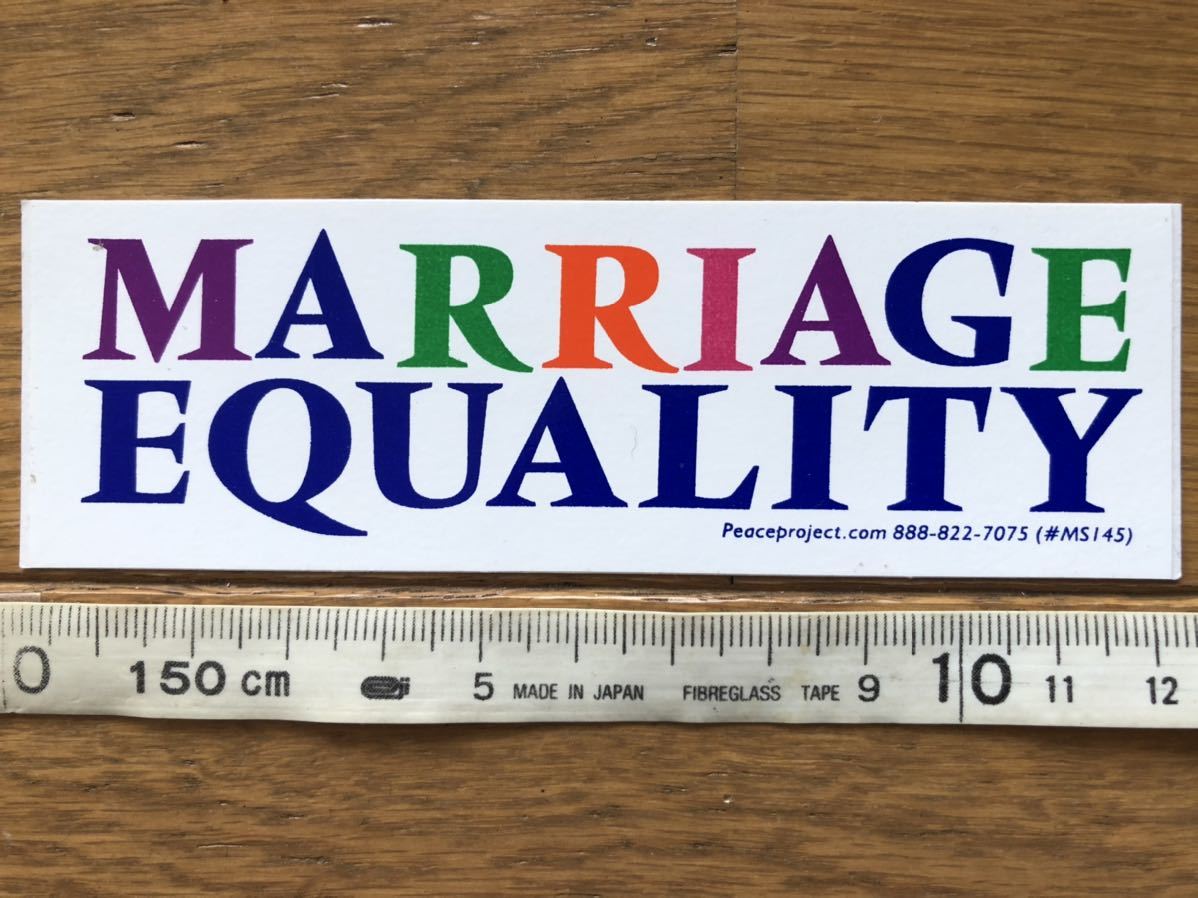 MARRIAGE
EQUALITY
Peaceproject.com 888-822-7075 (#MS145)
0 150 cm 5 MADE IN JAPAN FIBREGLASS TAPE 9 10 11 12